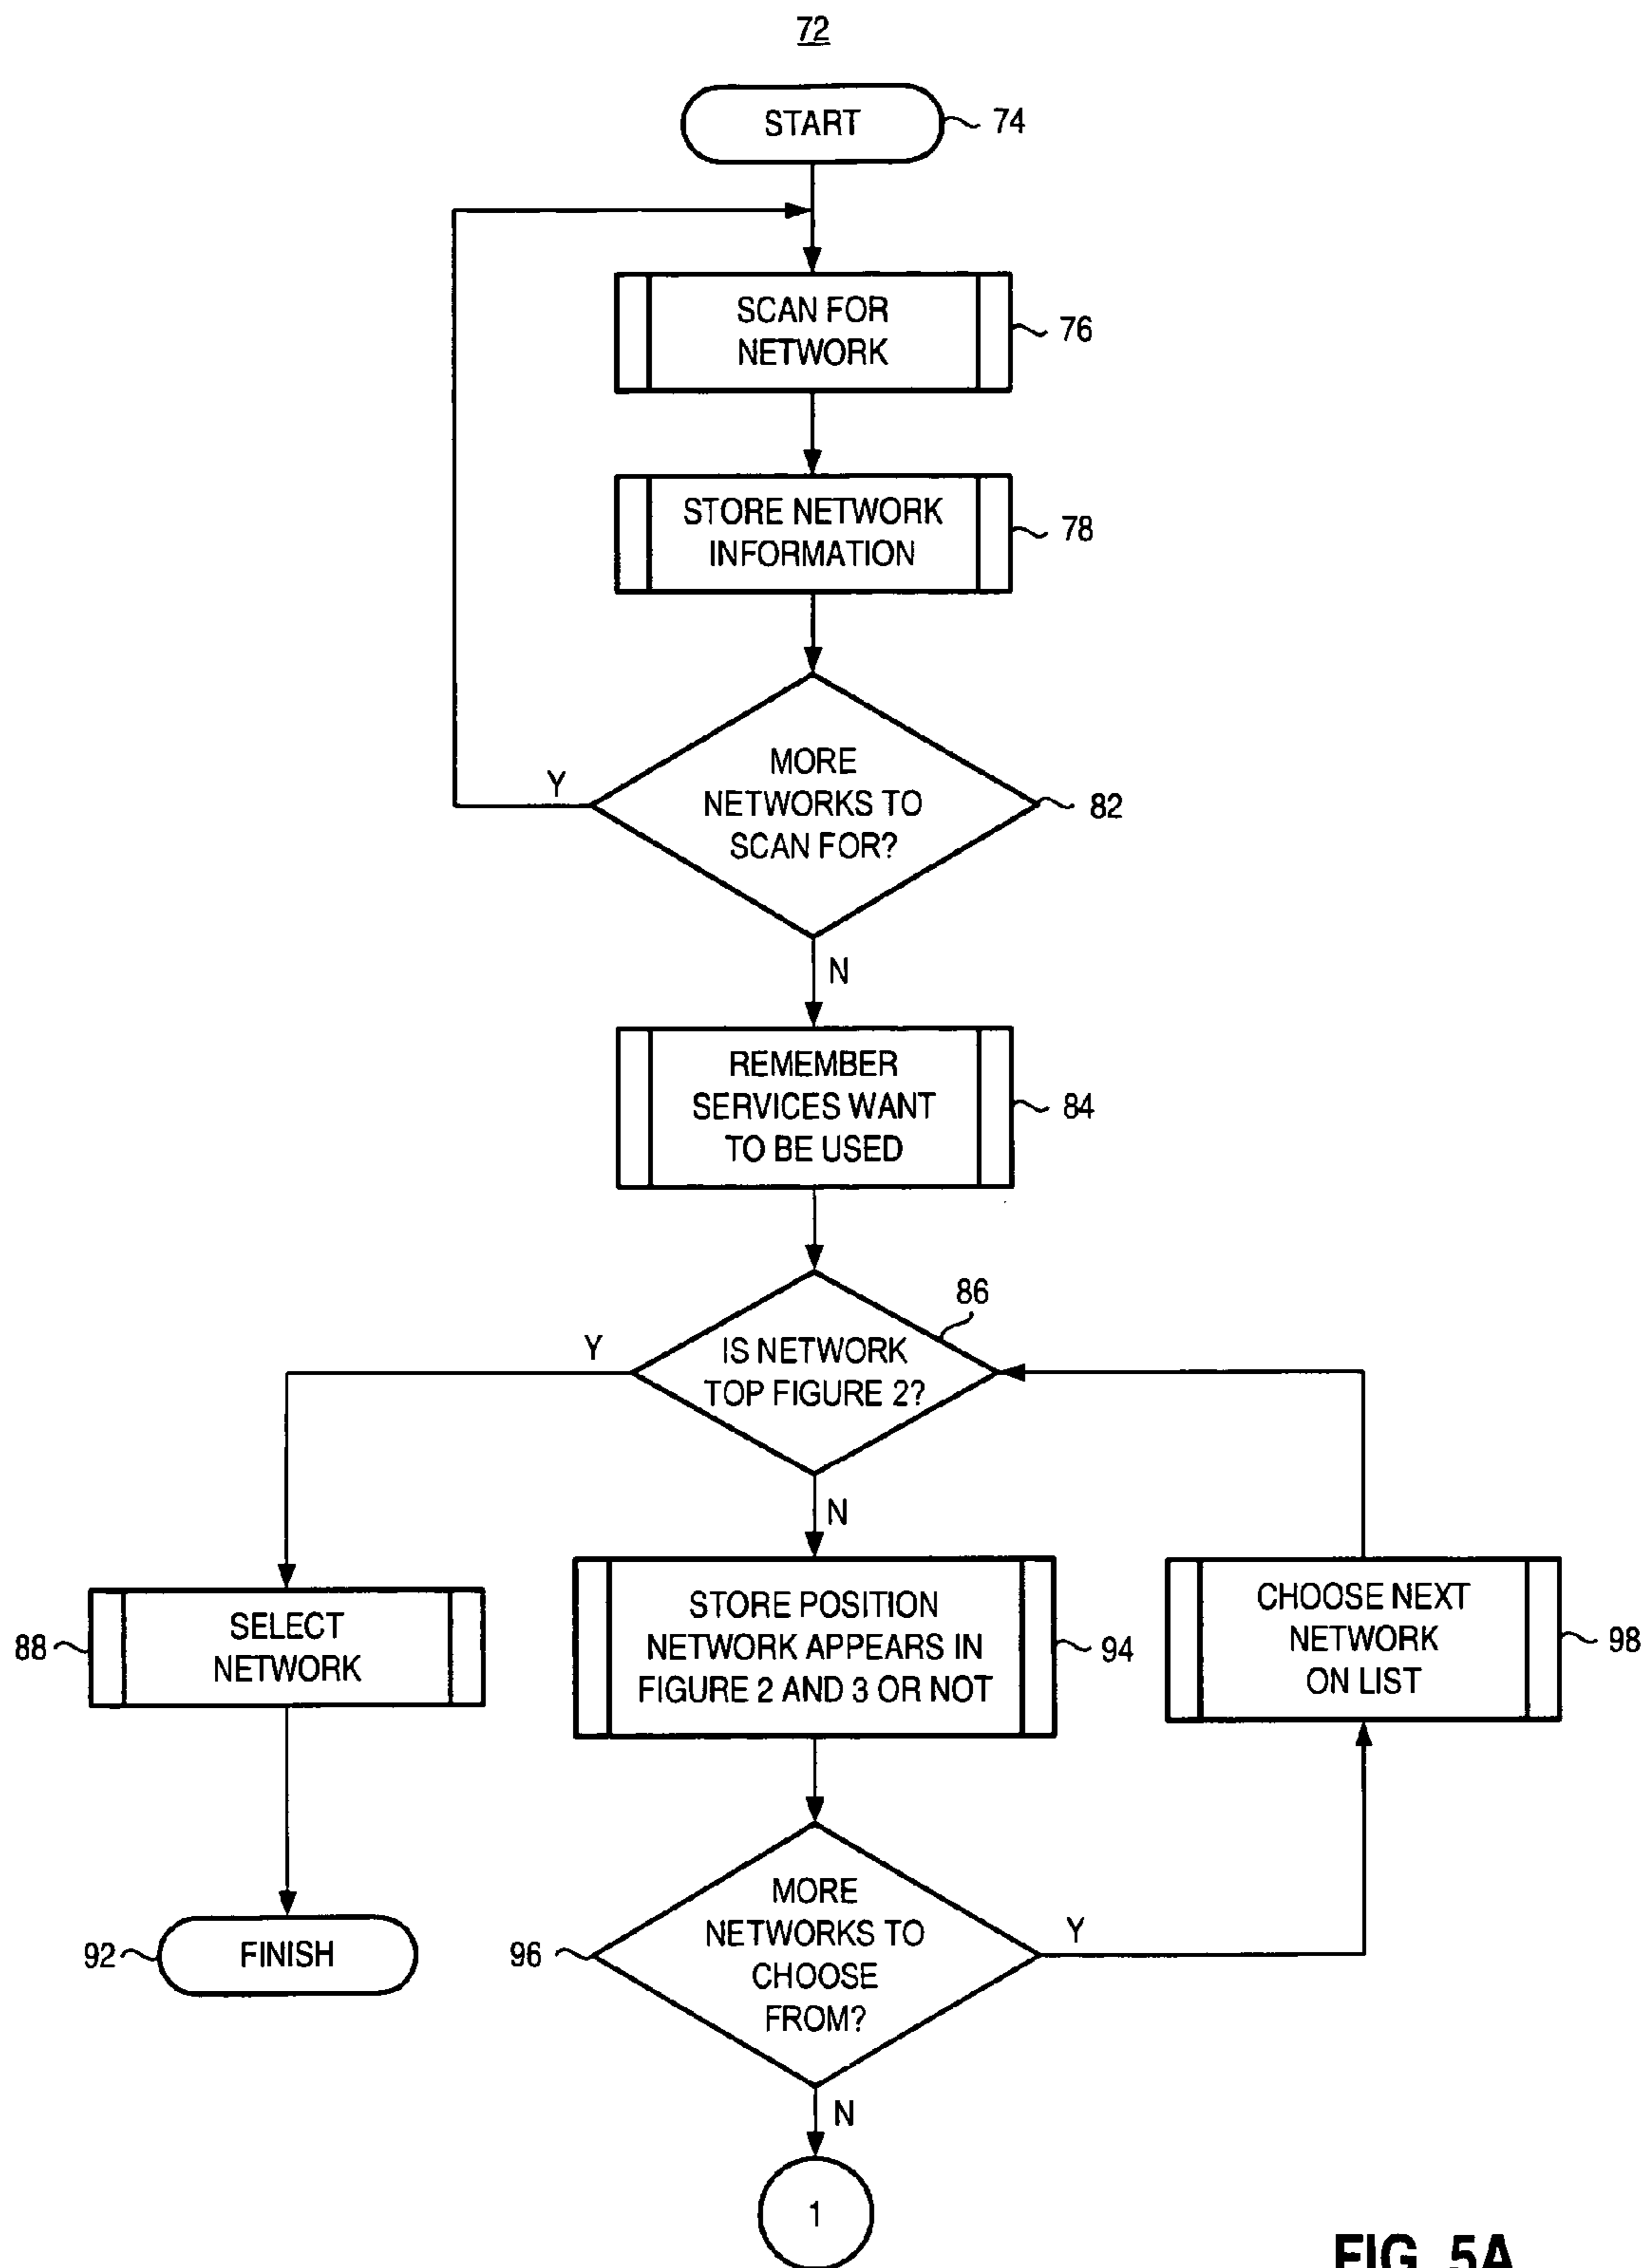 72
START
74
SCAN FOR
NETWORK
76
STORE NETWORK
INFORMATION
78
MORE
NETWORKS TO
SCAN FOR?
Y
82
N
REMEMBER
SERVICES WANT
TO BE USED
84
86
IS NETWORK
TOP FIGURE 2?
Y
N
88
SELECT
NETWORK
STORE POSITION
NETWORK APPEARS IN
FIGURE 2 AND 3 OR NOT
94
CHOOSE NEXT
NETWORK
ON LIST
98
92
FINISH
96
MORE
NETWORKS TO
CHOOSE
FROM?
Y
N
1
FIG. 5A